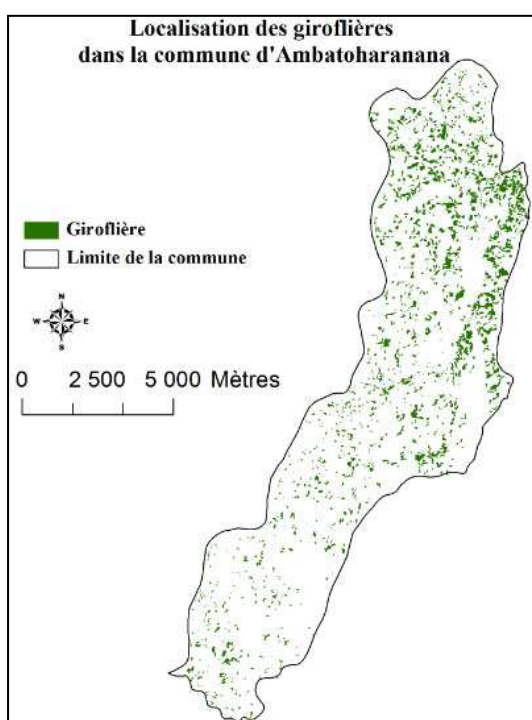 Localisation des giroflières
dans la commune d'Ambatoharanana
Giroflière
Limite de la commune
N
W E
S
0 2 500 5 000 Mètres